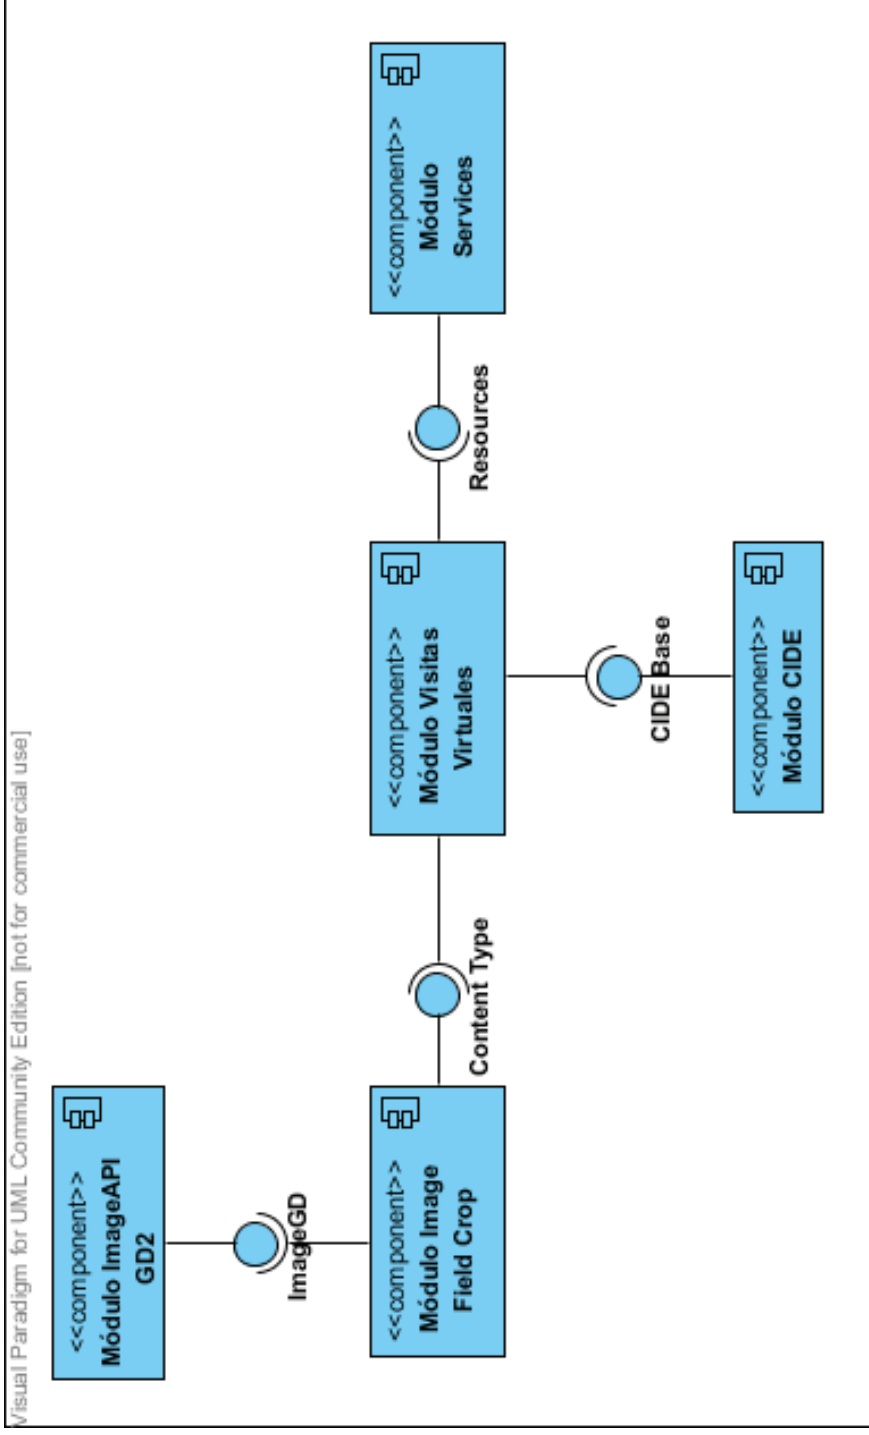 Visual Paradigm for UML Community Edition [not for commercial use]
<<component>>
Módulo ImageAPI
GD2
ImageGD
<<component>>
Módulo Image
Field Crop
Content Type
<<component>>
Módulo Visitas
Virtuales
Resources
<<component>>
Módulo
Services
CIDE Base
<<component>>
Módulo CIDE